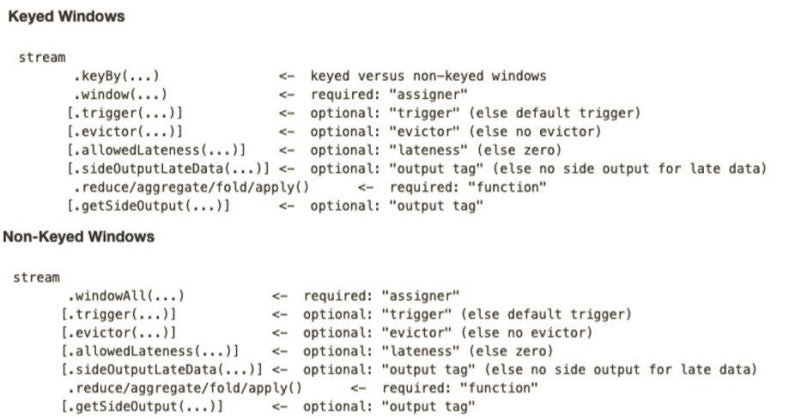 Keyed Windows
stream
.keyBy(...) <- keyed versus non-keyed windows
.window(...) <- required: "assigner"
[.trigger(...)] <- optional: "trigger" (else default trigger)
[.evictor(...)] <- optional: "evictor" (else no evictor)
[.allowedLateness(...)] <- optional: "lateness" (else zero)
[.sideOutputLateData(...)] <- optional: "output tag" (else no side output for late data)
.reduce/aggregate/fold/apply() <- required: "function"
[.getSideOutput(...)] <- optional: "output tag"
Non-Keyed Windows
stream
.windowAll(...) <- required: "assigner"
[.trigger(...)] <- optional: "trigger" (else default trigger)
[.evictor(...)] <- optional: "evictor" (else no evictor)
[.allowedLateness(...)] <- optional: "lateness" (else zero)
[.sideOutputLateData(...)] <- optional: "output tag" (else no side output for late data)
.reduce/aggregate/fold/apply() <- required: "function"
[.getSideOutput(...)] <- optional: "output tag"